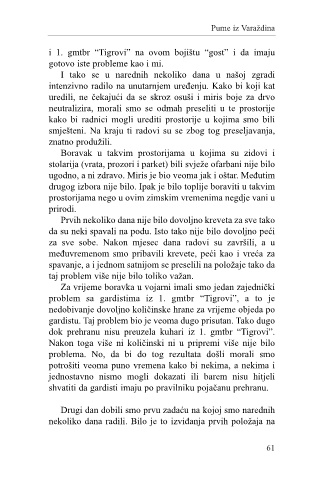 Pume iz Varaždina
i 1. gmtbr “Tigrovi” na ovom bojištu “gost” i da imaju
gotovo iste probleme kao i mi.
I tako se u narednih nekoliko dana u našoj zgradi
intenzivno radilo na unutarnjem uređenju. Kako bi koji kat
uredili, ne čekajući da se skroz osuši i miris boje za drvo
neutralizira, morali smo se odmah preseliti u te prostorije
kako bi radnici mogli urediti prostorije u kojima smo bili
smješteni. Na kraju ti radovi su se zbog tog preseljavanja,
znatno produžili.
Boravak u takvim prostorijama u kojima su zidovi i
stolarija (vrata, prozori i parket) bili svježe ofarbani nije bilo
ugodno, a ni zdravo. Miris je bio veoma jak i oštar. Međutim
drugog izbora nije bilo. Ipak je bilo toplije boraviti u takvim
prostorijama nego u ovim zimskim vremenima negdje vani u
prirodi.
Prvih nekoliko dana nije bilo dovoljno kreveta za sve tako
da su neki spavali na podu. Isto tako nije bilo dovoljno peći
za sve sobe. Nakon mjesec dana radovi su završili, a u
međuvremenom smo pribavili krevete, peći kao i vreća za
spavanje, a i jednom satnijom se preselili na položaje tako da
taj problem više nije bilo toliko važan.
Za vrijeme boravka u vojarni imali smo jedan zajednički
problem sa gardistima iz 1. gmtbr “Tigrovi”, a to je
nedobivanje dovoljno količinske hrane za vrijeme objeda po
gardistu. Taj problem bio je veoma dugo prisutan. Tako dugo
dok prehranu nisu preuzela kuhari iz 1. gmtbr “Tigrovi”.
Nakon toga više ni količinski ni u pripremi više nije bilo
problema. No, da bi do tog rezultata došli morali smo
potrošiti veoma puno vremena kako bi nekima, a nekima i
jednostavno nismo mogli dokazati ili barem nisu htjeli
shvatiti da gardisti imaju po pravilniku pojačanu prehranu.
Drugi dan dobili smo prvu zadaću na kojoj smo narednih
nekoliko dana radili. Bilo je to izviđanja prvih položaja na
61